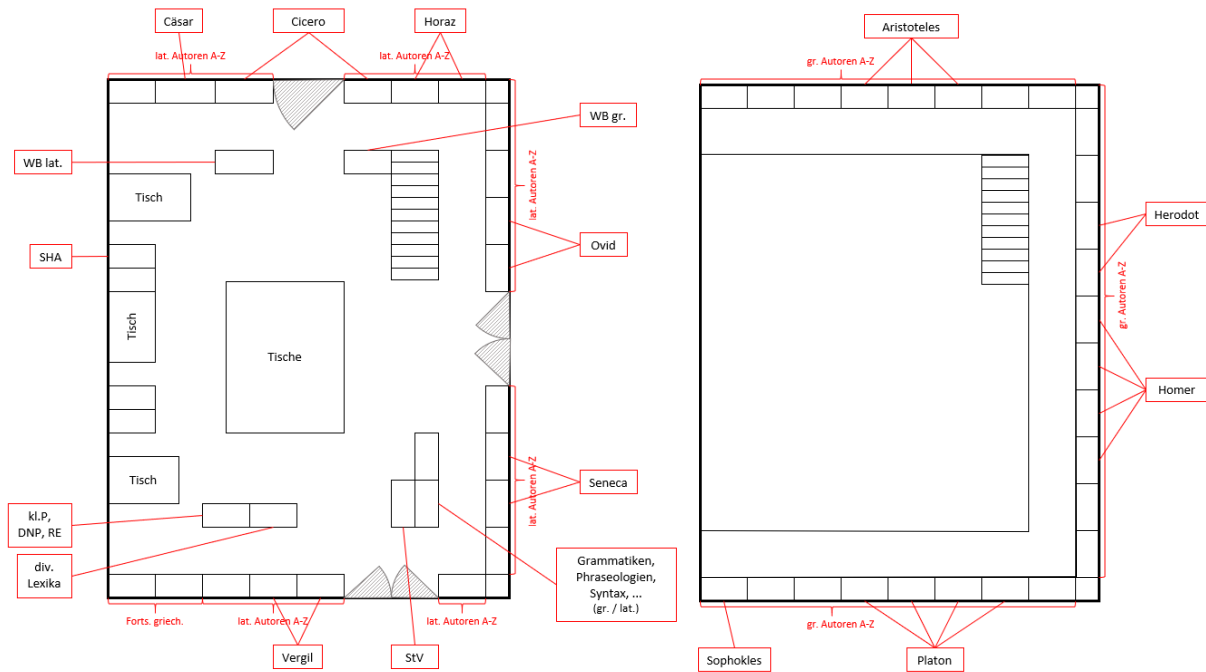 Cäsar
Cicero
Horaz
lat. Autoren A-Z
lat. Autoren A-Z
WB gr.
WB lat.
Tisch
lat. Autoren A-Z
SHA
Ovid
Tisch
Tische
Tisch
Seneca
lat. Autoren A-Z
kl.P,
DNP, RE
div.
Lexika
Grammatiken,
Phraseologien,
Syntax, ...
(gr. / lat.)
Forts. griech.
lat. Autoren A-Z
lat. Autoren A-Z
Vergil
StV
Aristoteles
gr. Autoren A-Z
Herodot
gr. Autoren A-Z
Homer
gr. Autoren A-Z
Sophokles
Platon